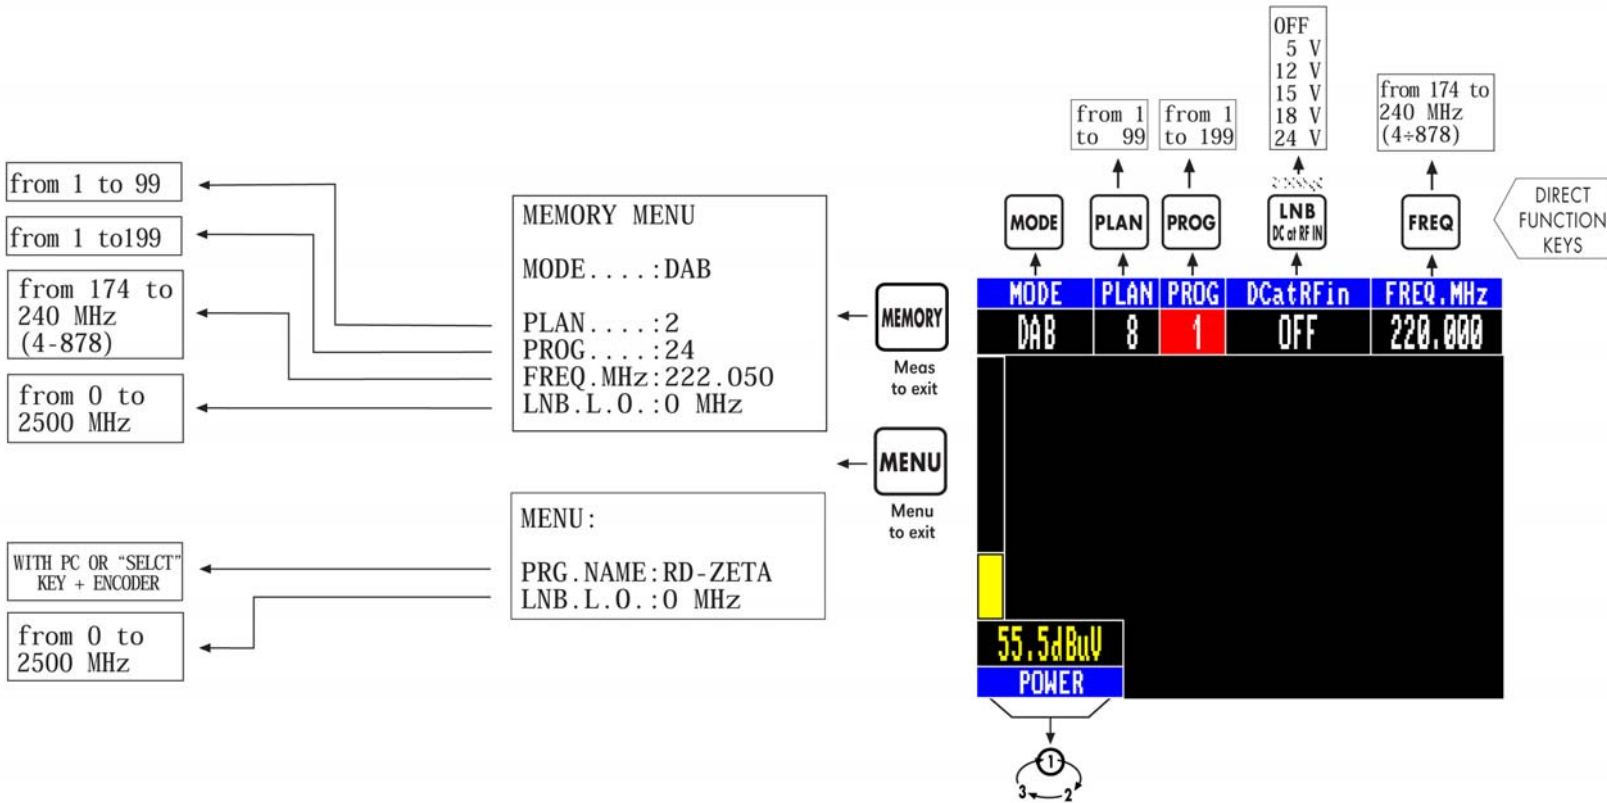 OFF
5 V
12 V
15 V
18 V
24 V
from 1
to 99
from 1
to 199
from 174 to
240 MHz
(4÷878)
MODE
PLAN
PROG
LNB
DC at RF IN
FREQ
DIRECT
FUNCTION
KEYS
from 1 to 99
from 1 to199
from 174 to
240 MHz
(4-878)
from 0 to
2500 MHz
MEMORY MENU
MODE....:DAB
PLAN....:2
PROG....:24
FREQ.MHz:222.050
LNB.L.O.:0 MHz
MEMORY
Meas
to exit
MENU
Menu
to exit
MENU:
PRG.NAME:RD-ZETA
LNB.L.O.:0 MHz
WITH PC OR “SELCT”
KEY + ENCODER
from 0 to
2500 MHz
MODE PLAN PROG DCatRFin FREQ.MHz
DAB 8 1 OFF 220.000
55.5dBuV
POWER
1
3 2